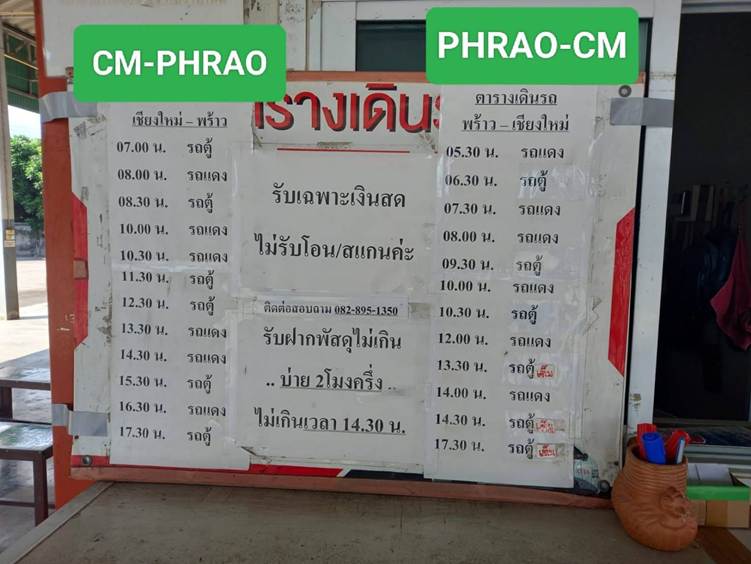 CM-PHRAO
PHRAO-CM
ตารางเดินรถ
เชียงใหม่ – พร้าว
07.00 น. รถตู้
08.00 น. รถแดง
08.30 น. รถตู้
10.00 น. รถแดง
10.30 น. รถแดง
11.30 น. รถตู้
12.30 น. รถตู้
13.30 น. รถแดง
14.30 น. รถแดง
15.30 น. รถตู้
16.30 น. รถแดง
17.30 น. รถตู้
รับเฉพาะเงินสด
ไม่รับโอน/สแกนค่ะ
ติดต่อสอบถาม 082-895-1350
รับฝากพัสดุไม่เกิน
.. บ่าย 2โมงครึ่ง ..
ไม่เกินเวลา 14.30 น.
ตารางเดินรถ
พร้าว – เชียงใหม่
05.30 น. รถแดง
06.30 น. รถตู้
07.30 น. รถแดง
08.00 น. รถแดง
09.30 น. รถตู้
10.00 น. รถแดง
10.30 น. รถตู้
12.00 น. รถแดง
13.30 น. รถตู้ เต็ม
14.00 น. รถแดง
14.30 น. รถตู้ เต็ม
17.30 น. รถตู้ เต็ม